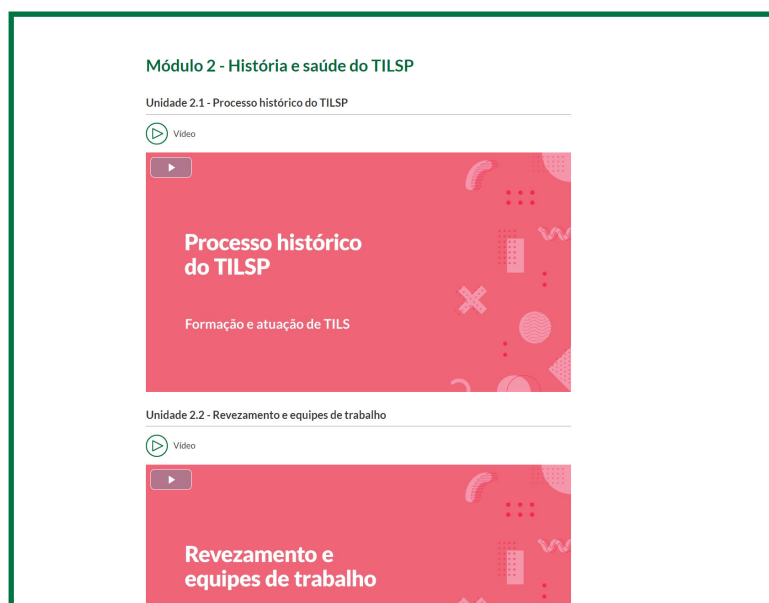 Módulo 2 - História e saúde do TILSP
Unidade 2.1 - Processo histórico do TILSP
Vídeo
Processo histórico
do TILSP
Formação e atuação de TILS
Unidade 2.2 - Revezamento e equipes de trabalho
Vídeo
Revezamento e
equipes de trabalho